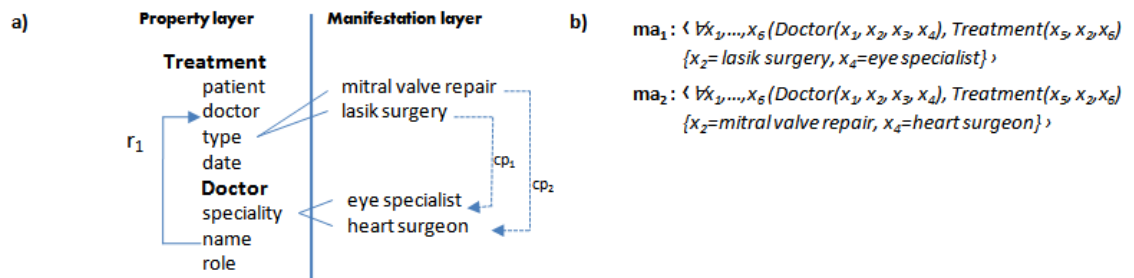 a)
Property layer
Manifestation layer
Treatment
patient
doctor
type
date
Doctor
speciality
name
role
r1
mitral valve repair
lasik surgery
eye specialist
heart surgeon
cp1
cp2
b)
ma1: ‹ ∀x1,...,x6 (Doctor(x1, x2, x3, x4), Treatment(x5, x2,x6)
{x2= lasik surgery, x4=eye specialist} ›
ma2: ‹ ∀x1,...,x6 (Doctor(x1, x2, x3, x4), Treatment(x5, x2,x6)
{x2=mitral valve repair, x4=heart surgeon} ›